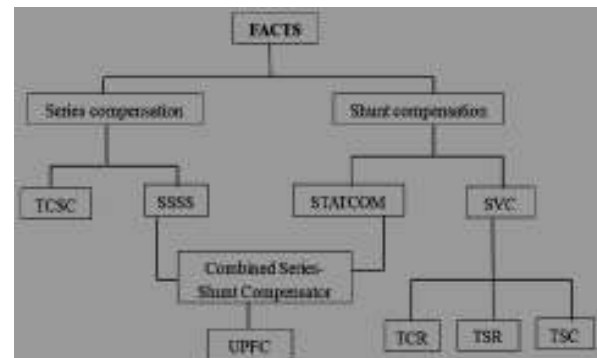 FACTS
Series compensation
Shunt compensation
TCSC
SSSS
STATCOM
SVC
Combined Series-
Shunt Compensator
TCR
TSR
TSC
UPFC